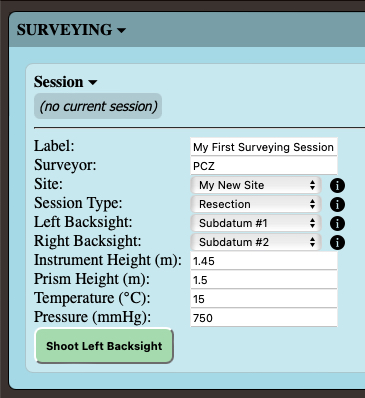 SURVEYING
Session
(no current session)
Label: My First Surveying Session
Surveyor: PCZ
Site: My New Site
Session Type: Resection
Left Backsight: Subdatum #1
Right Backsight: Subdatum #2
Instrument Height (m): 1.45
Prism Height (m): 1.5
Temperature (°C): 15
Pressure (mmHg): 750
Shoot Left Backsight